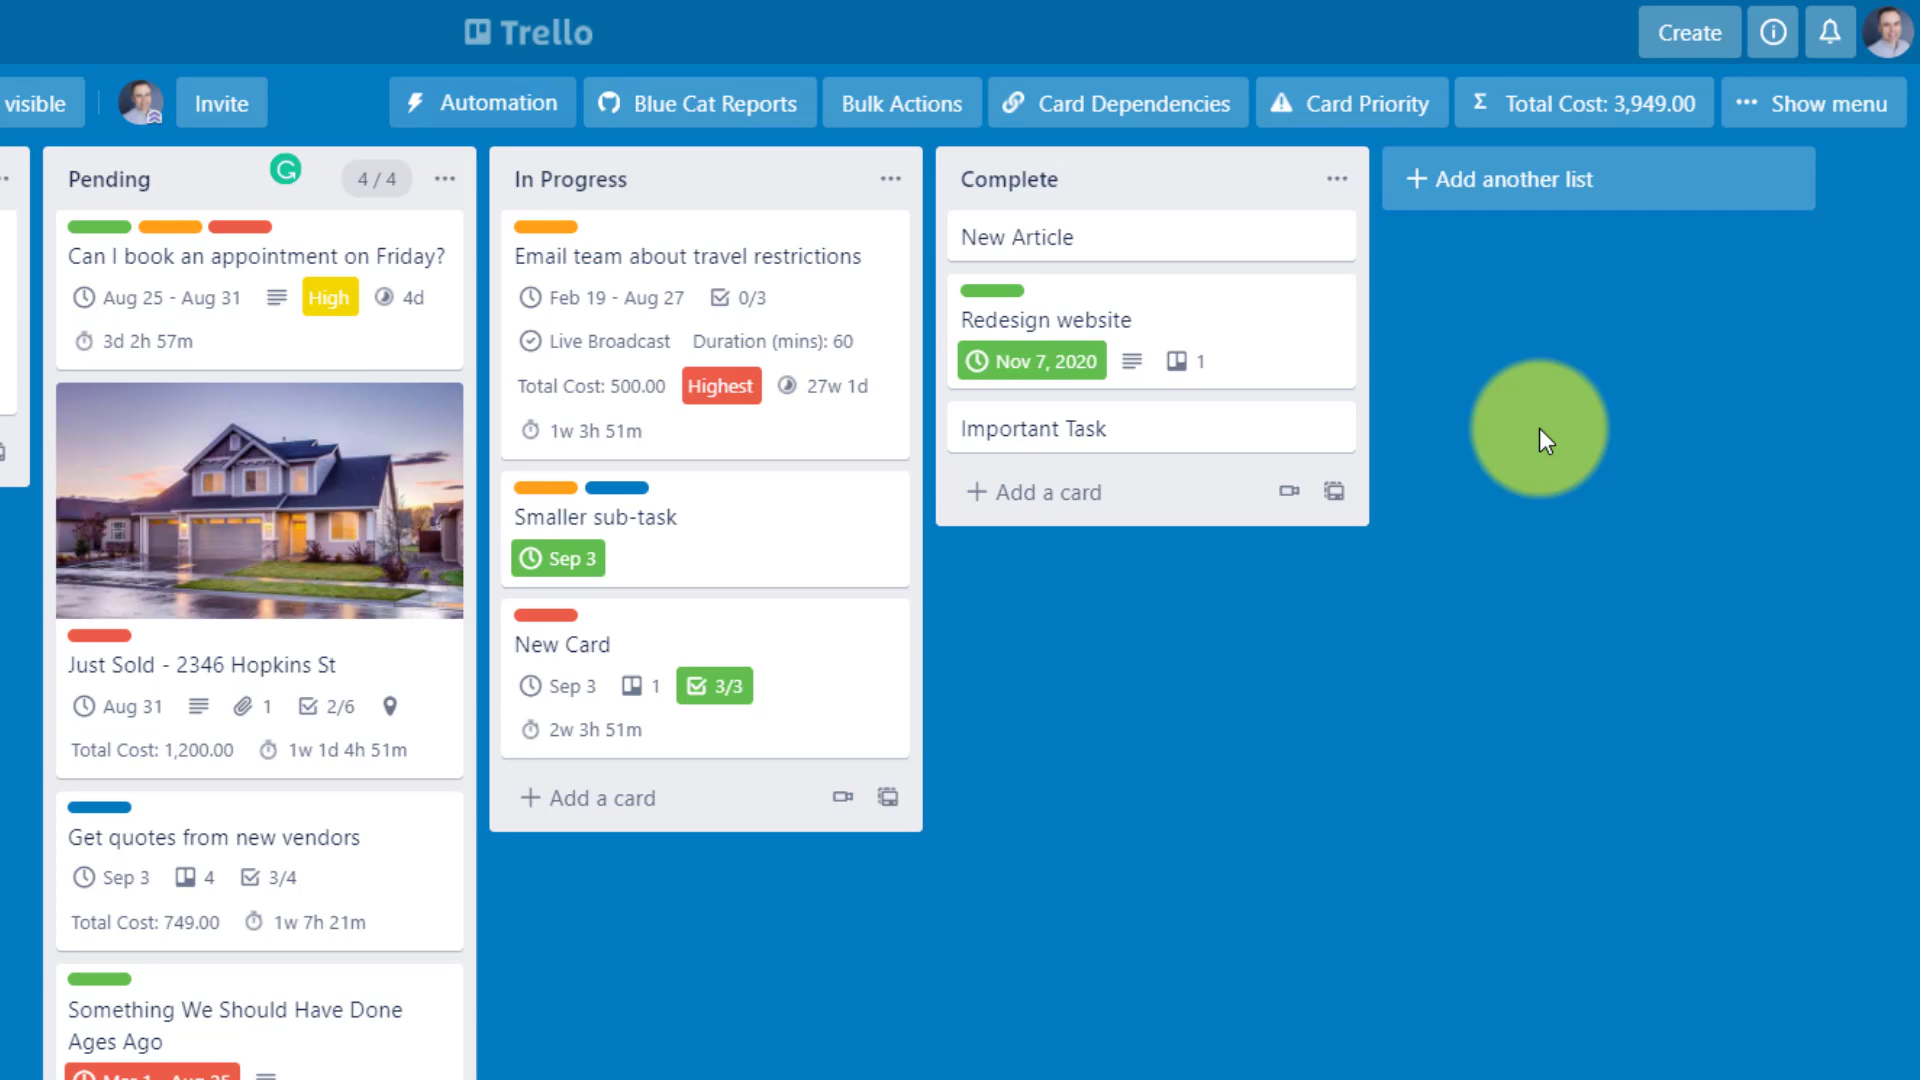 Trello
Create
visible
Invite
Automation
Blue Cat Reports
Bulk Actions
Card Dependencies
Card Priority
Σ Total Cost: 3,949.00
Show menu
Pending
4 / 4
Can I book an appointment on Friday?
Aug 25 - Aug 31
High
4d
3d 2h 57m
Just Sold - 2346 Hopkins St
Aug 31
1
2/6
Total Cost: 1,200.00
1w 1d 4h 51m
Get quotes from new vendors
Sep 3
4
3/4
Total Cost: 749.00
1w 7h 21m
Something We Should Have Done
Ages Ago
Mar 1 - Aug 25
In Progress
Email team about travel restrictions
Feb 19 - Aug 27
0/3
Live Broadcast
Duration (mins): 60
Total Cost: 500.00
Highest
27w 1d
1w 3h 51m
Smaller sub-task
Sep 3
New Card
Sep 3
1
3/3
2w 3h 51m
+ Add a card
Complete
New Article
Redesign website
Nov 7, 2020
1
Important Task
+ Add a card
+ Add another list